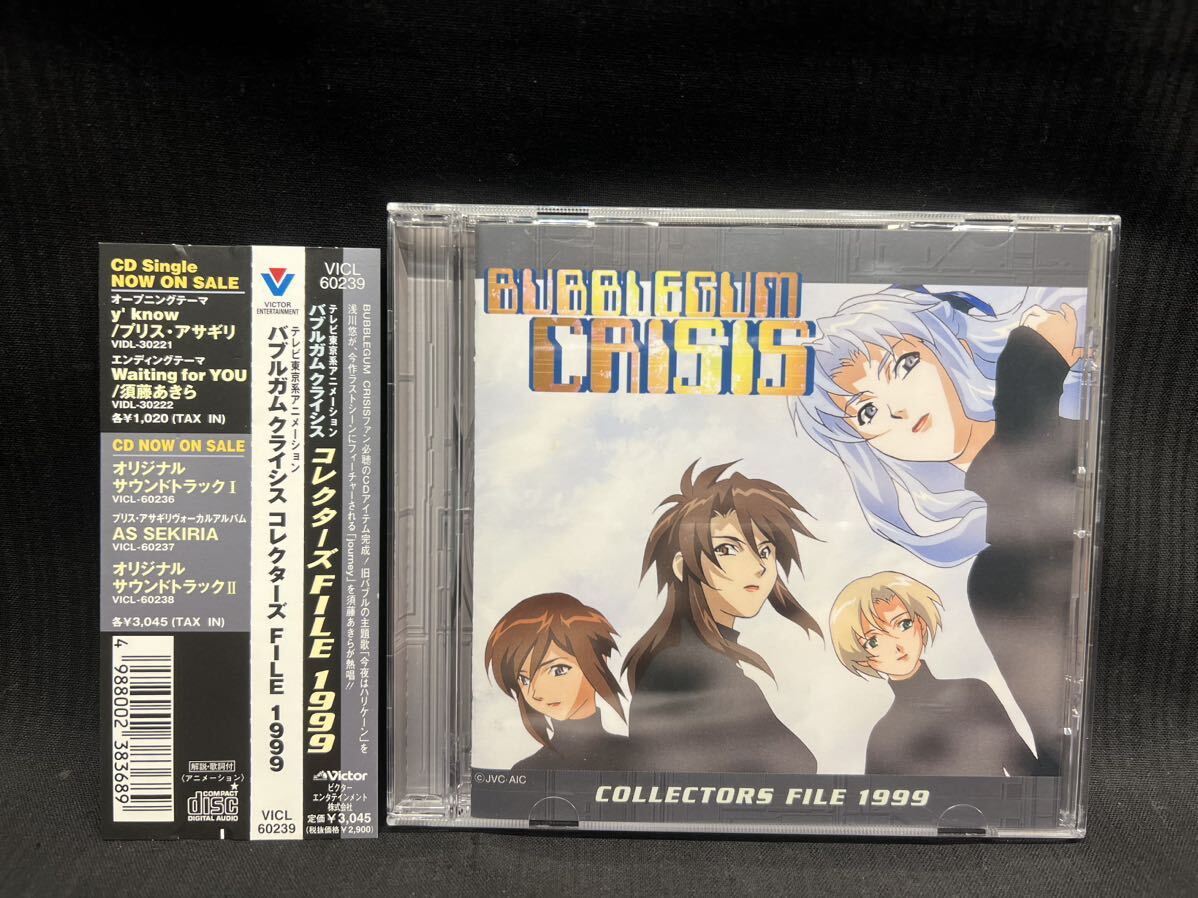 CD Single
NOW ON SALE
オープニングテーマ
y' know
/プリス・アサギリ
VIDL-30221
エンディングテーマ
Waiting for YOU
/須藤あきら
VIDL-30222
各¥1,020 (TAX IN)
CD NOW ON SALE
オリジナル
サウンドトラックⅠ
VICL-60236
プリス・アサギリヴォーカルアルバム
AS SEKIRIA
VICL-60237
オリジナル
サウンドトラックⅡ
VICL-60238
各¥3,045 (TAX IN)
4 988002 383689
解説・歌詞付
〈アニメーション〉
★
COMPACT
disc
DIGITAL AUDIO
VICTOR
ENTERTAINMENT
テレビ東京系アニメーション
バブルガムクライシス コレクターズ FILE 1999
VICL
60239
VICL
60239
テレビ東京系アニメーション
バブルガムクライシス
コレクターズFILE 1999
BUBBLEGUM CRISISファン必聴のCDアイテム完成!旧バブルの主題歌「今夜はハリケーン」を
浅川悠が、今作ラストシーンにフィーチャーされる「journey」を須藤あきらが熱唱!!
Victor
ビクター
エンタテインメント
株式会社
定価¥3,045
(税抜価格¥2,900)
BUBBLEGUM
CRISIS
©JVC・AIC
COLLECTORS FILE 1999